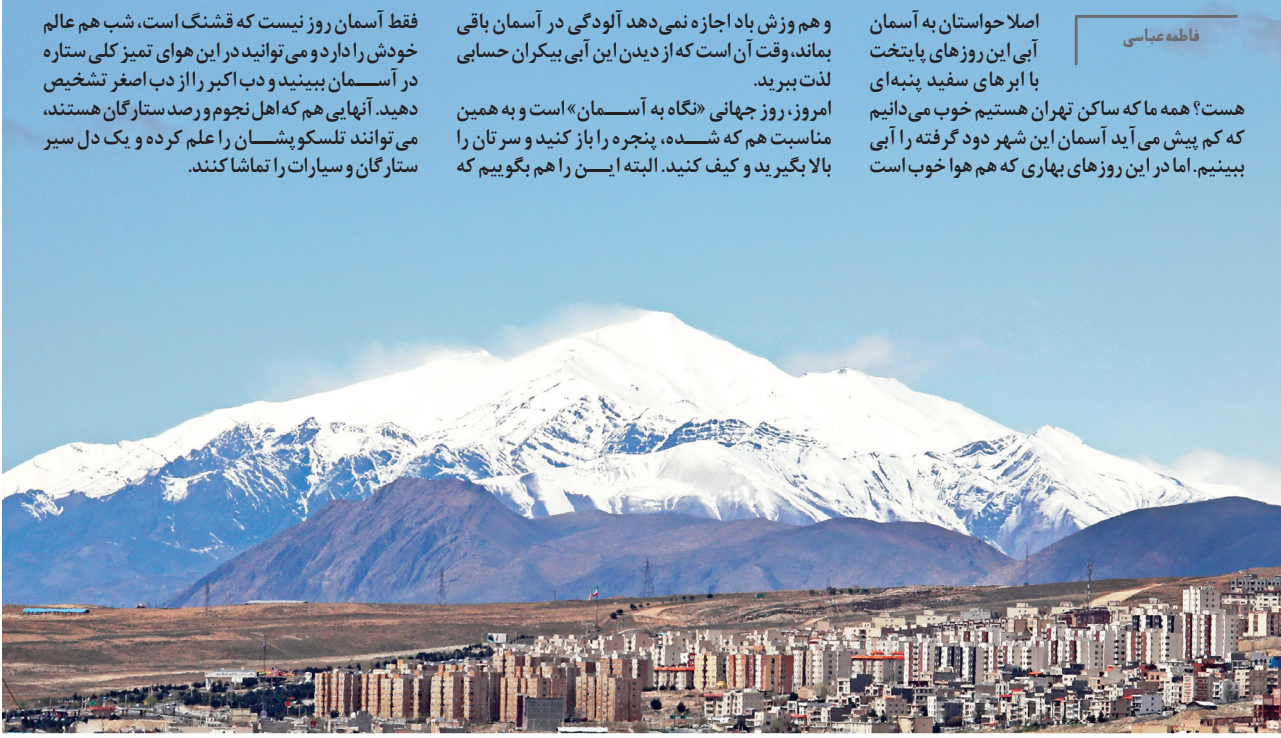 فاطمه عباسی
اصلا حواستان به آسمان
آبی این روزهای پایتخت
با ابرهای سفید پنبه‌ای
هست؟ همه ما که ساکن تهران هستیم خوب می‌دانیم
که کم پیش می‌آید آسمان این شهر دود گرفته را آبی
ببینیم. اما در این روزهای بهاری که هم هوا خوب است
و هم وزش باد اجازه نمی‌دهد آلودگی در آسمان باقی
بماند، وقت آن است که از دیدن این آبی بیکران حسابی
لذت ببرید.
امروز، روز جهانی «نگاه به آســـمان» است و به همین
مناسبت هم که شـــده، پنجره را باز کنید و سرتان را
بالا بگیرید و کیف کنید. البته ایـــن را هم بگوییم که
فقط آسمان روز نیست که قشنگ است، شب هم عالم
خودش را دارد و می‌توانید در این هوای تمیز کلی ستاره
در آســـمان ببینید و دب اکبر را از دب اصغر تشخیص
دهید. آنهایی هم که اهل نجوم و رصد ستارگان هستند،
می‌توانند تلسکوپشـــان را علم کرده و یک دل سیر
ستارگان و سیارات را تماشا کنند.